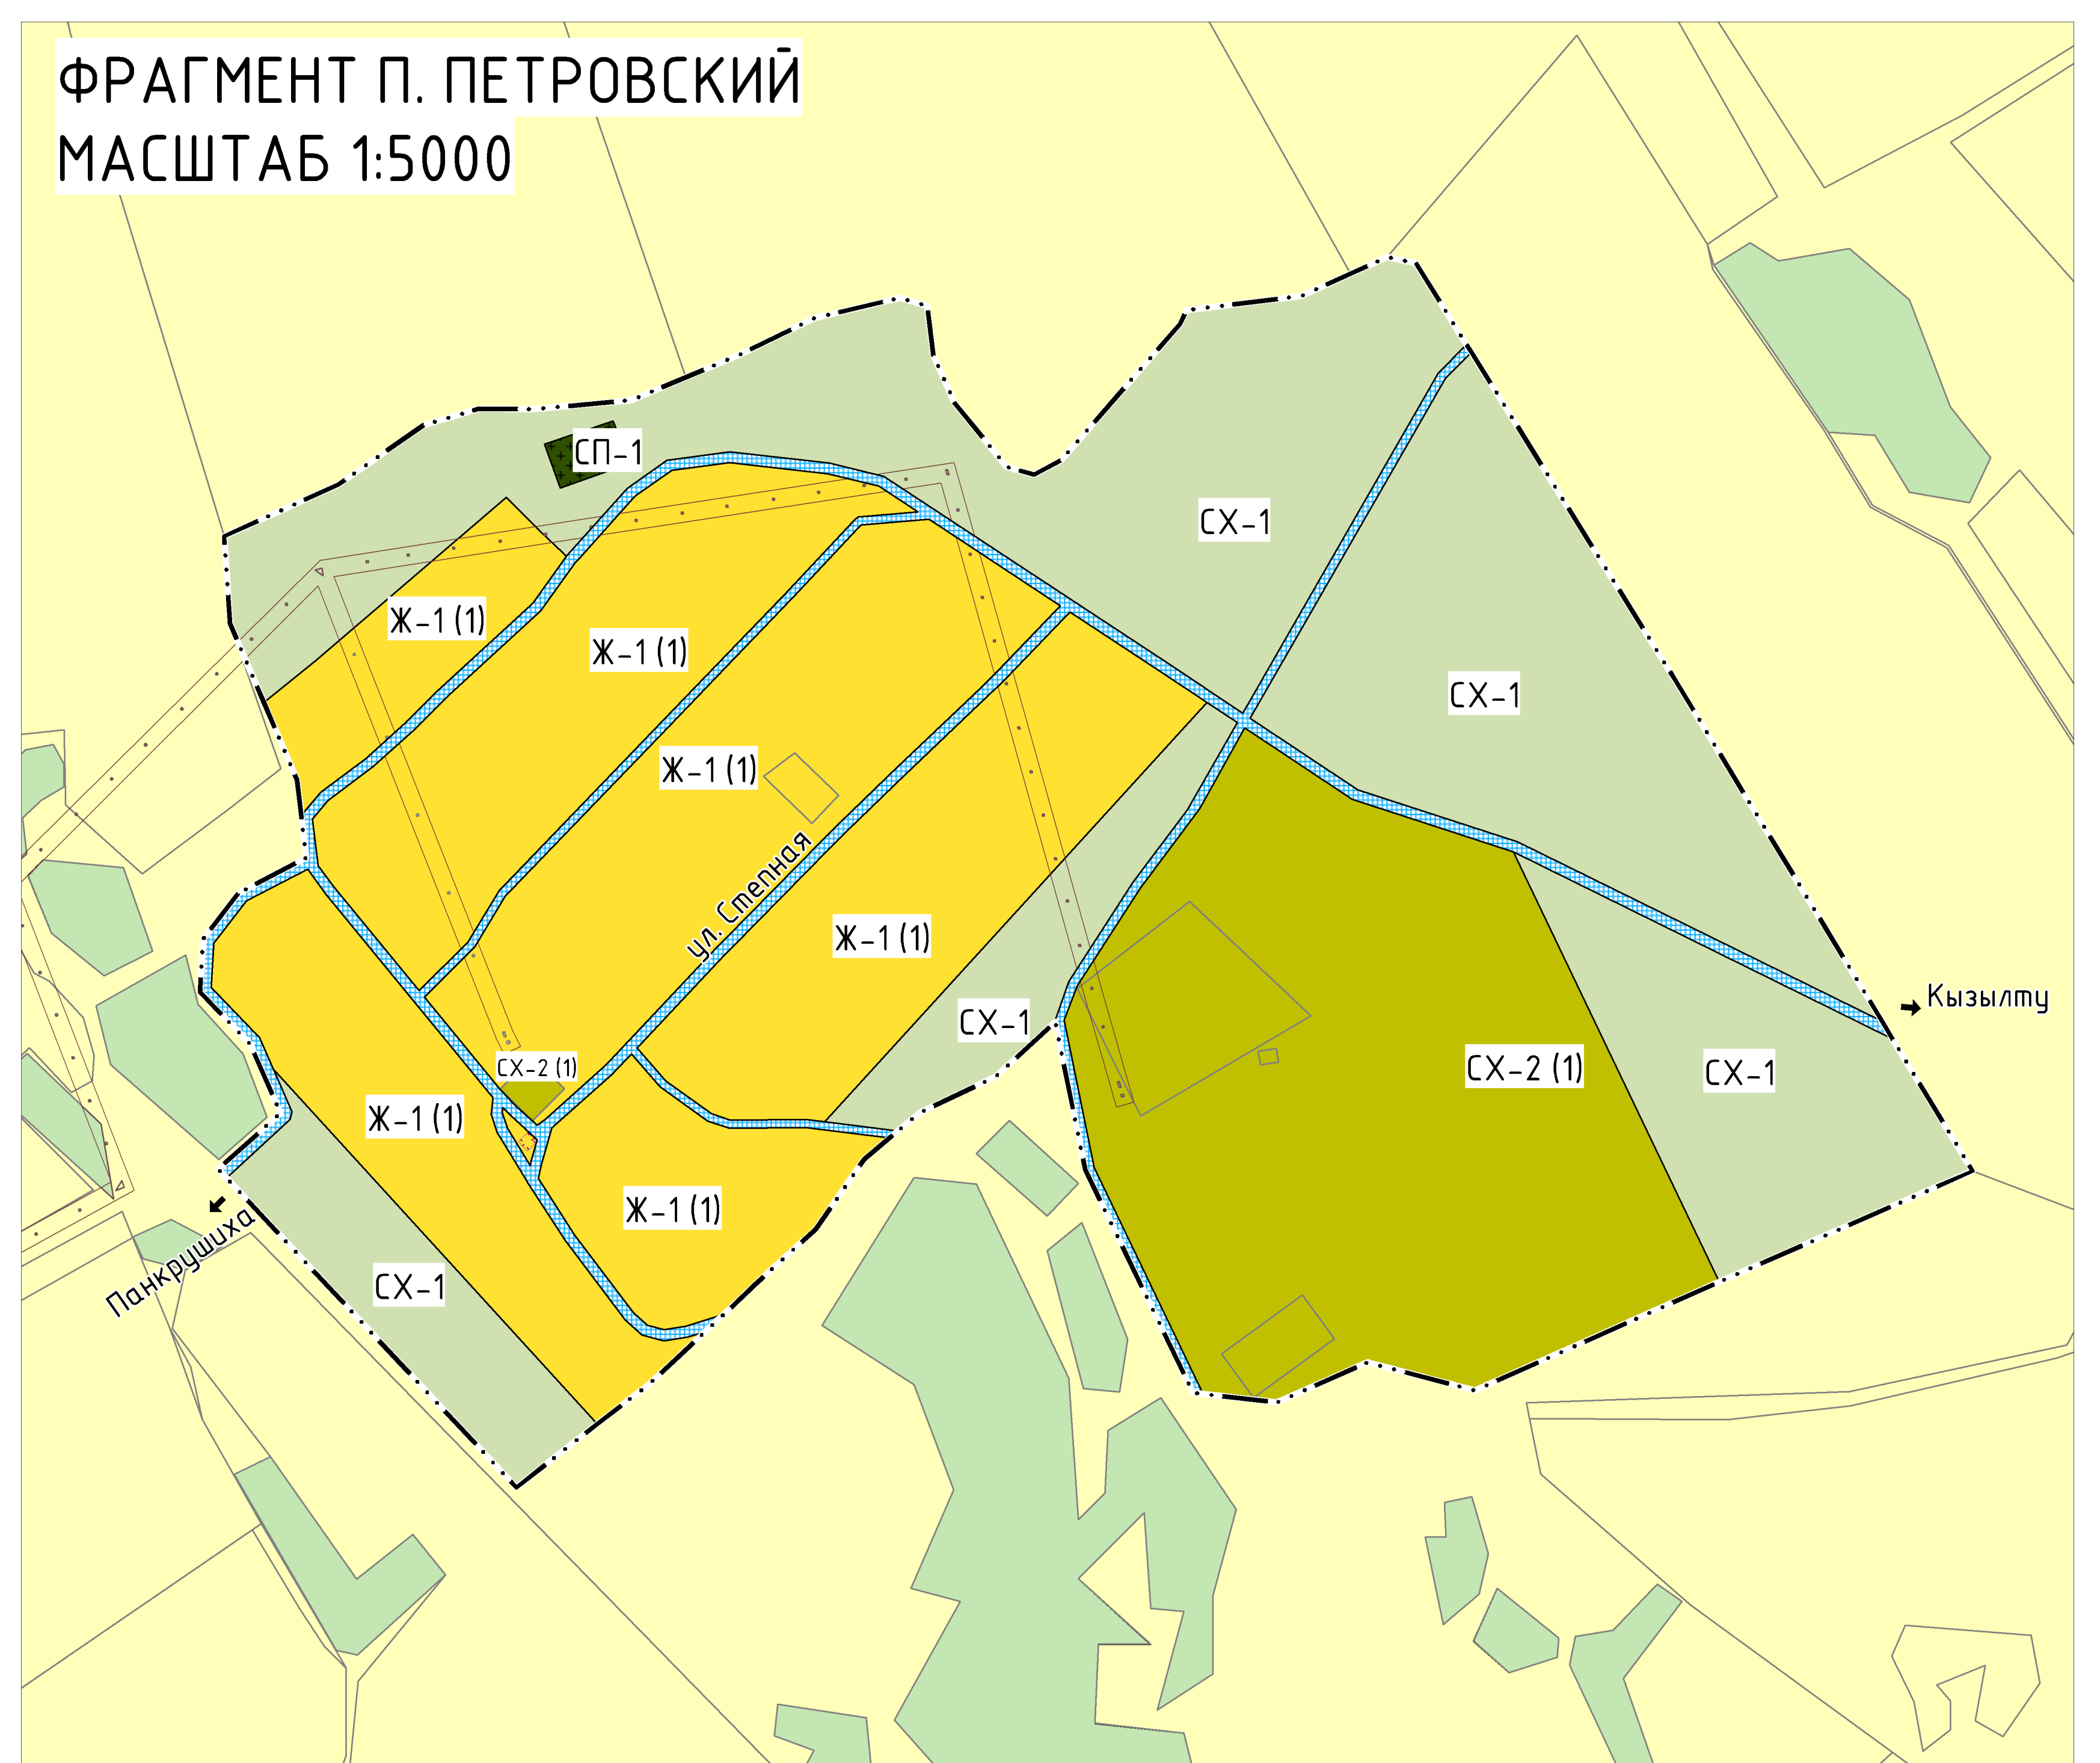 ФРАГМЕНТ П. ПЕТРОВСКИЙ
МАСШТАБ 1:5000
СП-1
СХ-1
Ж-1 (1)
Ж-1 (1)
СХ-1
Ж-1 (1)
ул. Степная
Ж-1 (1)
Кызылту
СХ-1
СХ-2 (1)
СХ-2 (1)
СХ-1
Ж-1 (1)
Ж-1 (1)
Панкрушиха
СХ-1